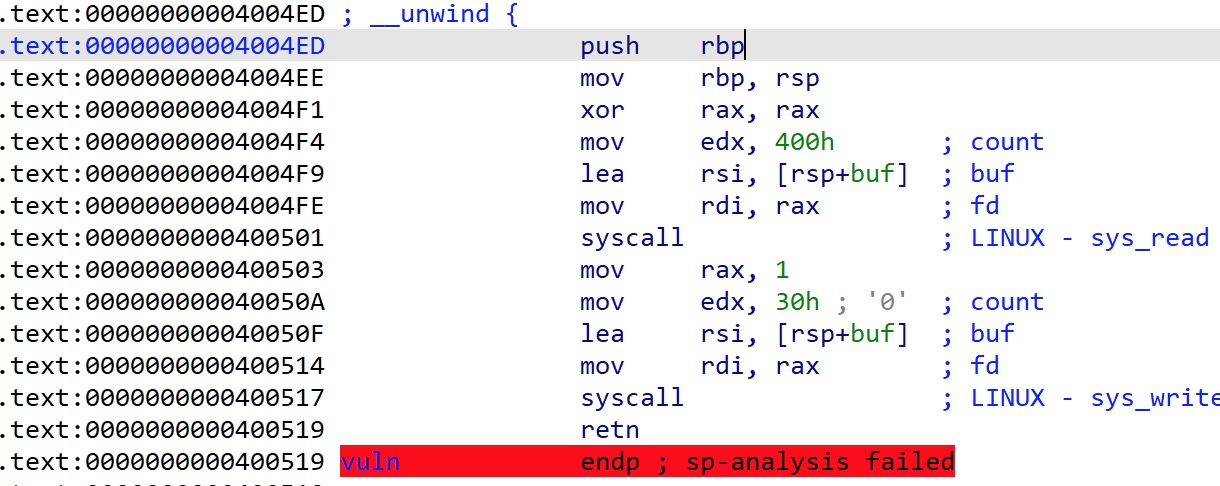 .text:00000000004004ED ; __unwind {
.text:00000000004004ED push rbp
.text:00000000004004EE mov rbp, rsp
.text:00000000004004F1 xor rax, rax
.text:00000000004004F4 mov edx, 400h ; count
.text:00000000004004F9 lea rsi, [rsp+buf] ; buf
.text:00000000004004FE mov rdi, rax ; fd
.text:0000000000400501 syscall ; LINUX - sys_read
.text:0000000000400503 mov rax, 1
.text:000000000040050A mov edx, 30h ; '0' ; count
.text:000000000040050F lea rsi, [rsp+buf] ; buf
.text:0000000000400514 mov rdi, rax ; fd
.text:0000000000400517 syscall ; LINUX - sys_write
.text:0000000000400519 retn
.text:0000000000400519 vuln endp ; sp-analysis failed